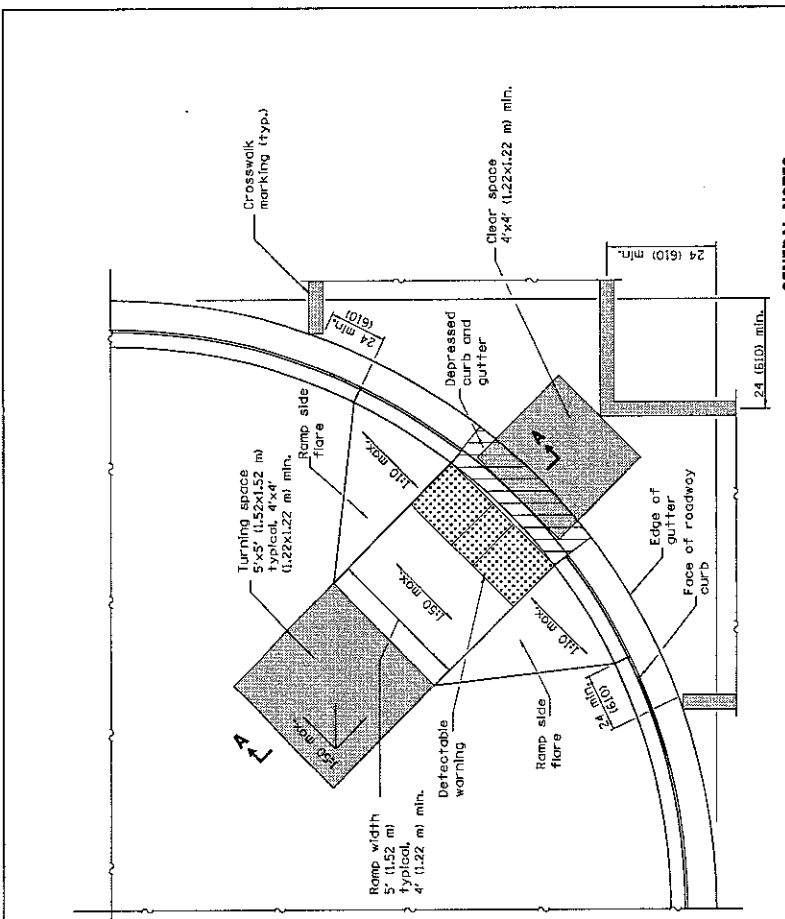 Crosswalk
marking (typ.)
Turning space
5'x5' (1.52x1.52 m)
typical, 4'x4'
(1.22x1.22 m) min.
Ramp side
flare
24 min.
(610)
Depressed
curb and
gutter
Clear space
4'x4' (1.22x1.22 m) min.
24 (610) min.
24 (610) min.
1:10 max.
1:50 max.
1:50 max.
1:10 max.
A
A
Ramp width
5' (1.52 m)
typical,
4' (1.22 m) min.
Detectable
warning
Ramp side
flare
24 min.
(610)
Edge of
gutter
Face of roadway
curb
GENERAL NOTES